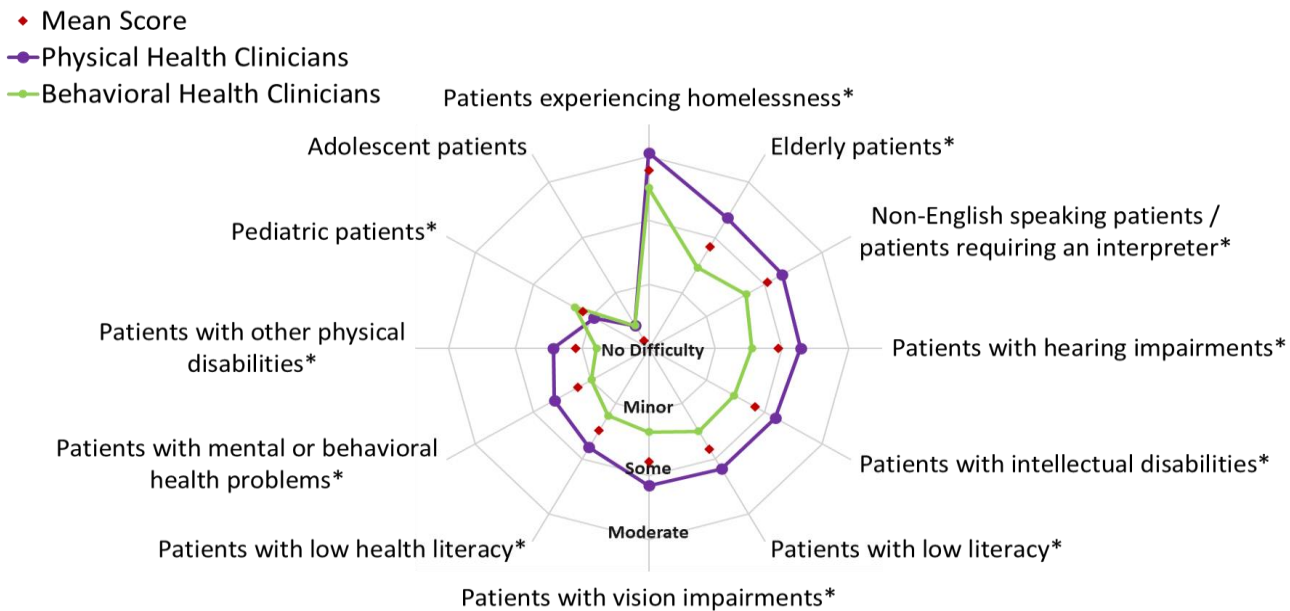 Mean Score
Physical Health Clinicians
Behavioral Health Clinicians
Patients experiencing homelessness*
Adolescent patients
Elderly patients*
Pediatric patients*
Non-English speaking patients /
patients requiring an interpreter*
Patients with other physical
disabilities*
No Difficulty
Patients with hearing impairments*
Minor
Patients with mental or behavioral
health problems*
Some
Patients with intellectual disabilities*
Moderate
Patients with low health literacy*
Patients with low literacy*
Patients with vision impairments*